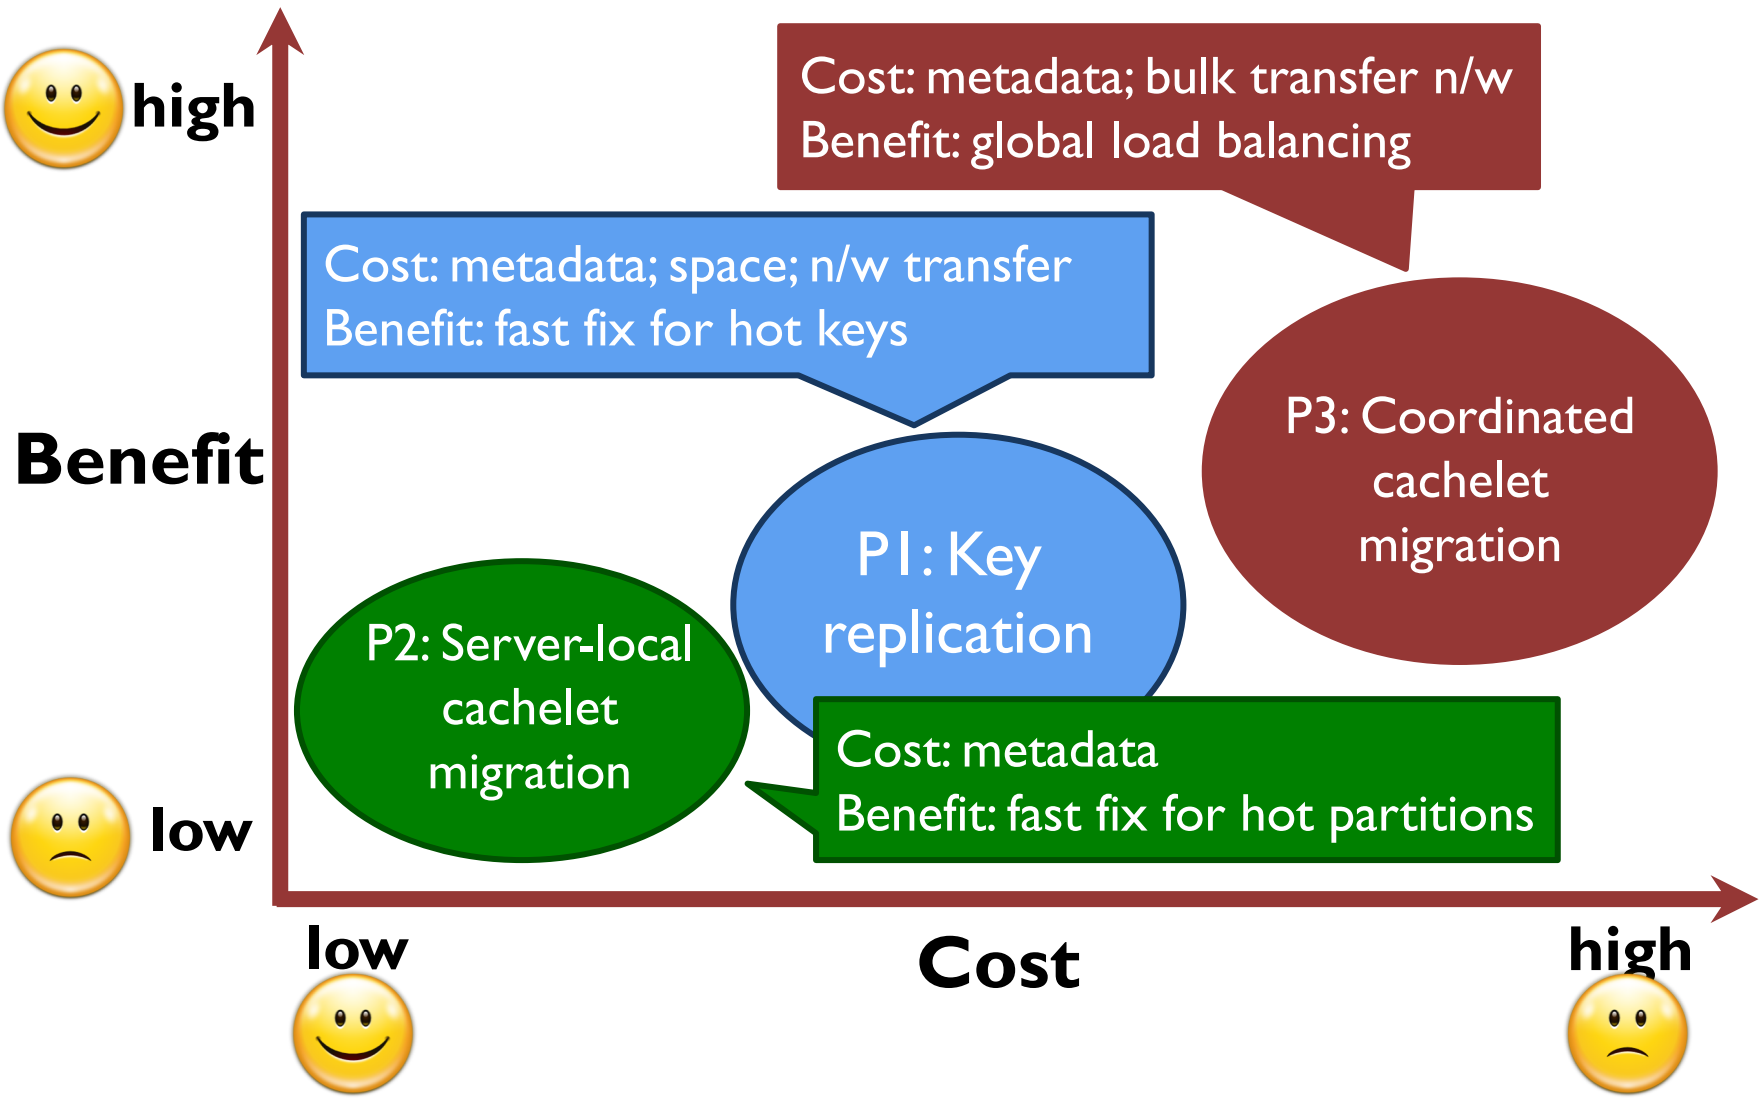 high
Cost: metadata; bulk transfer n/w
Benefit: global load balancing
Cost: metadata; space; n/w transfer
Benefit: fast fix for hot keys
Benefit
P3: Coordinated
cachelet
migration
P1: Key
replication
P2: Server-local
cachelet
migration
Cost: metadata
Benefit: fast fix for hot partitions
low
low
Cost
high